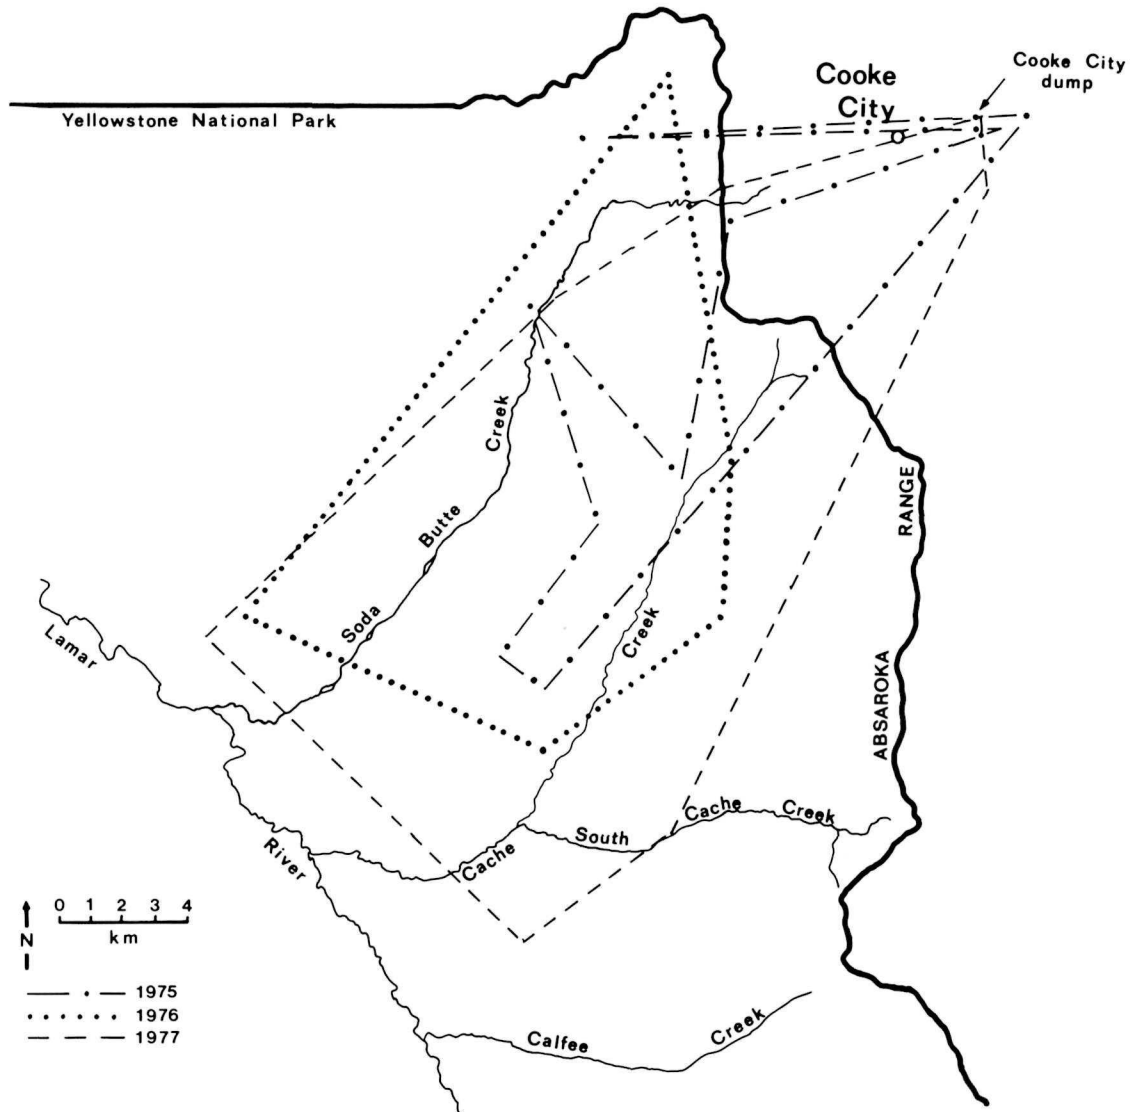 Cooke City
dump
Cooke
City
Yellowstone National Park
Creek
Butte
Soda
Creek
RANGE
ABSAROKA
Lamar
River
Cache
South
Cache
Creek
0 1 2 3 4
km
N
1975
1976
1977
Calfee
Creek